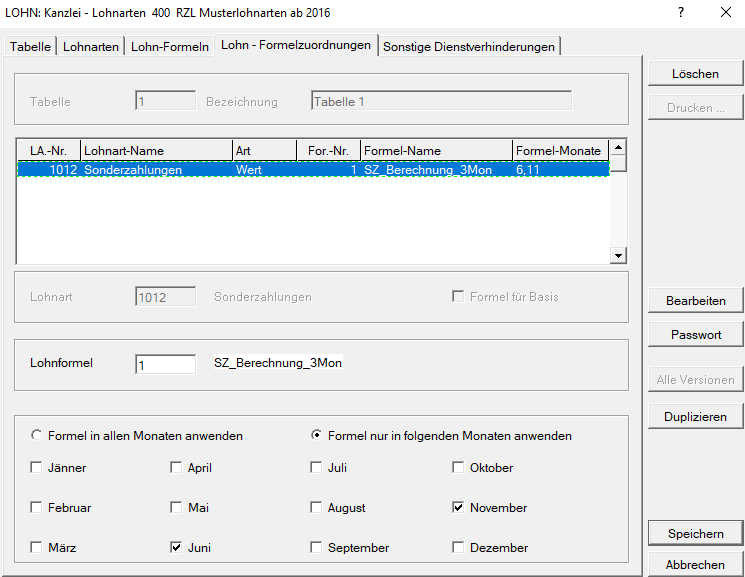 LOHN: Kanzlei - Lohnarten 400 RZL Musterlohnarten ab 2016 ?
Tabelle Lohnarten Lohn-Formeln Lohn - Formelzuordnungen Sonstige Dienstverhinderungen
Löschen
Tabelle 1 Bezeichnung Tabelle 1
Drucken ...
LA.-Nr. Lohnart-Name Art For.-Nr. Formel-Name Formel-Monate
1012 Sonderzahlungen Wert 1 SZ_Berechnung_3Mon 6,11
Lohnart 1012 Sonderzahlungen Formel für Basis
Bearbeiten
Passwort
Lohnformel 1 SZ_Berechnung_3Mon
Alle Versionen
Duplizieren
Formel in allen Monaten anwenden Formel nur in folgenden Monaten anwenden
Jänner April Juli Oktober
Februar Mai August November
Speichern
März Juni September Dezember
Abbrechen